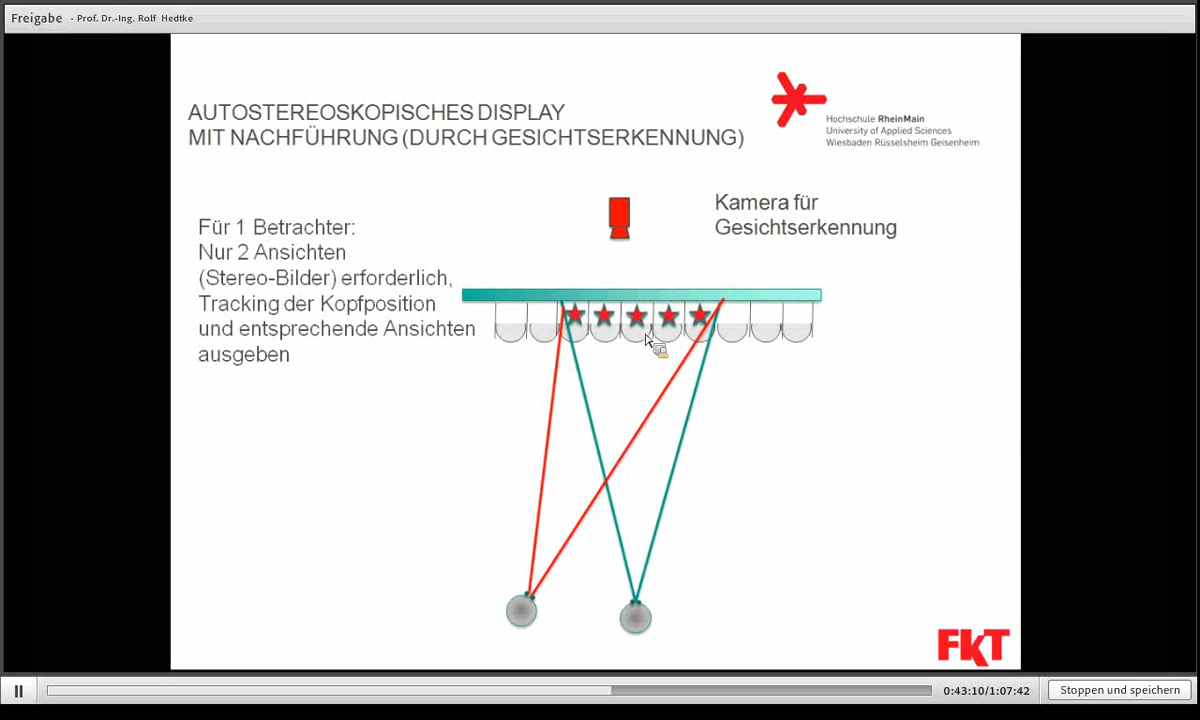 Freigabe - Prof. Dr.-Ing. Rolf Hedtke
AUTOSTEREOSKOPISCHES DISPLAY
MIT NACHFÜHRUNG (DURCH GESICHTSERKENNUNG)
Hochschule RheinMain
University of Applied Sciences
Wiesbaden Rüsselsheim Geisenheim
Kamera für
Gesichtserkennung
Für 1 Betrachter:
Nur 2 Ansichten
(Stereo-Bilder) erforderlich,
Tracking der Kopfposition
und entsprechende Ansichten
ausgeben
FKT
0:43:10/1:07:42
Stoppen und speichern